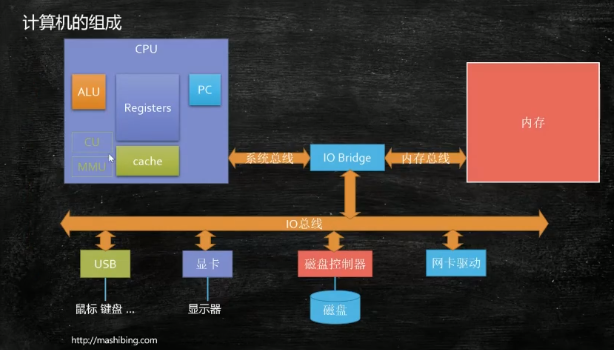 计算机的组成
CPU
ALU
Registers
PC
CU
MMU
cache
系统总线
IO Bridge
内存总线
内存
IO总线
USB
显卡
磁盘控制器
网卡驱动
鼠标 键盘 ...
显示器
磁盘
http://mashibing.com